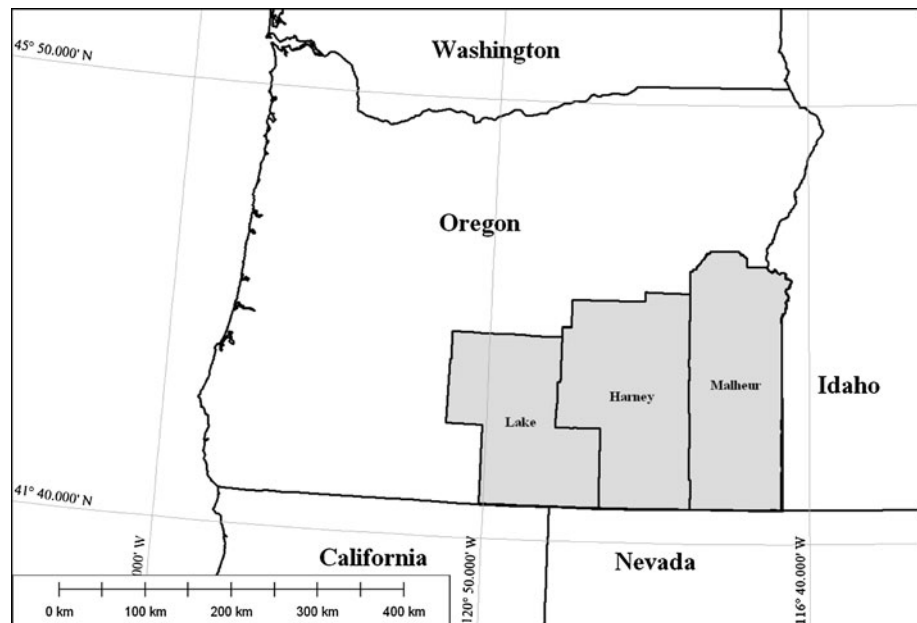 45° 50.000' N
Washington
Oregon
Malheur
Idaho
Harney
Lake
41° 40.000' N
000' W
120° 50.000' W
116° 40.000' W
California
Nevada
0 km
100 km
200 km
300 km
400 km